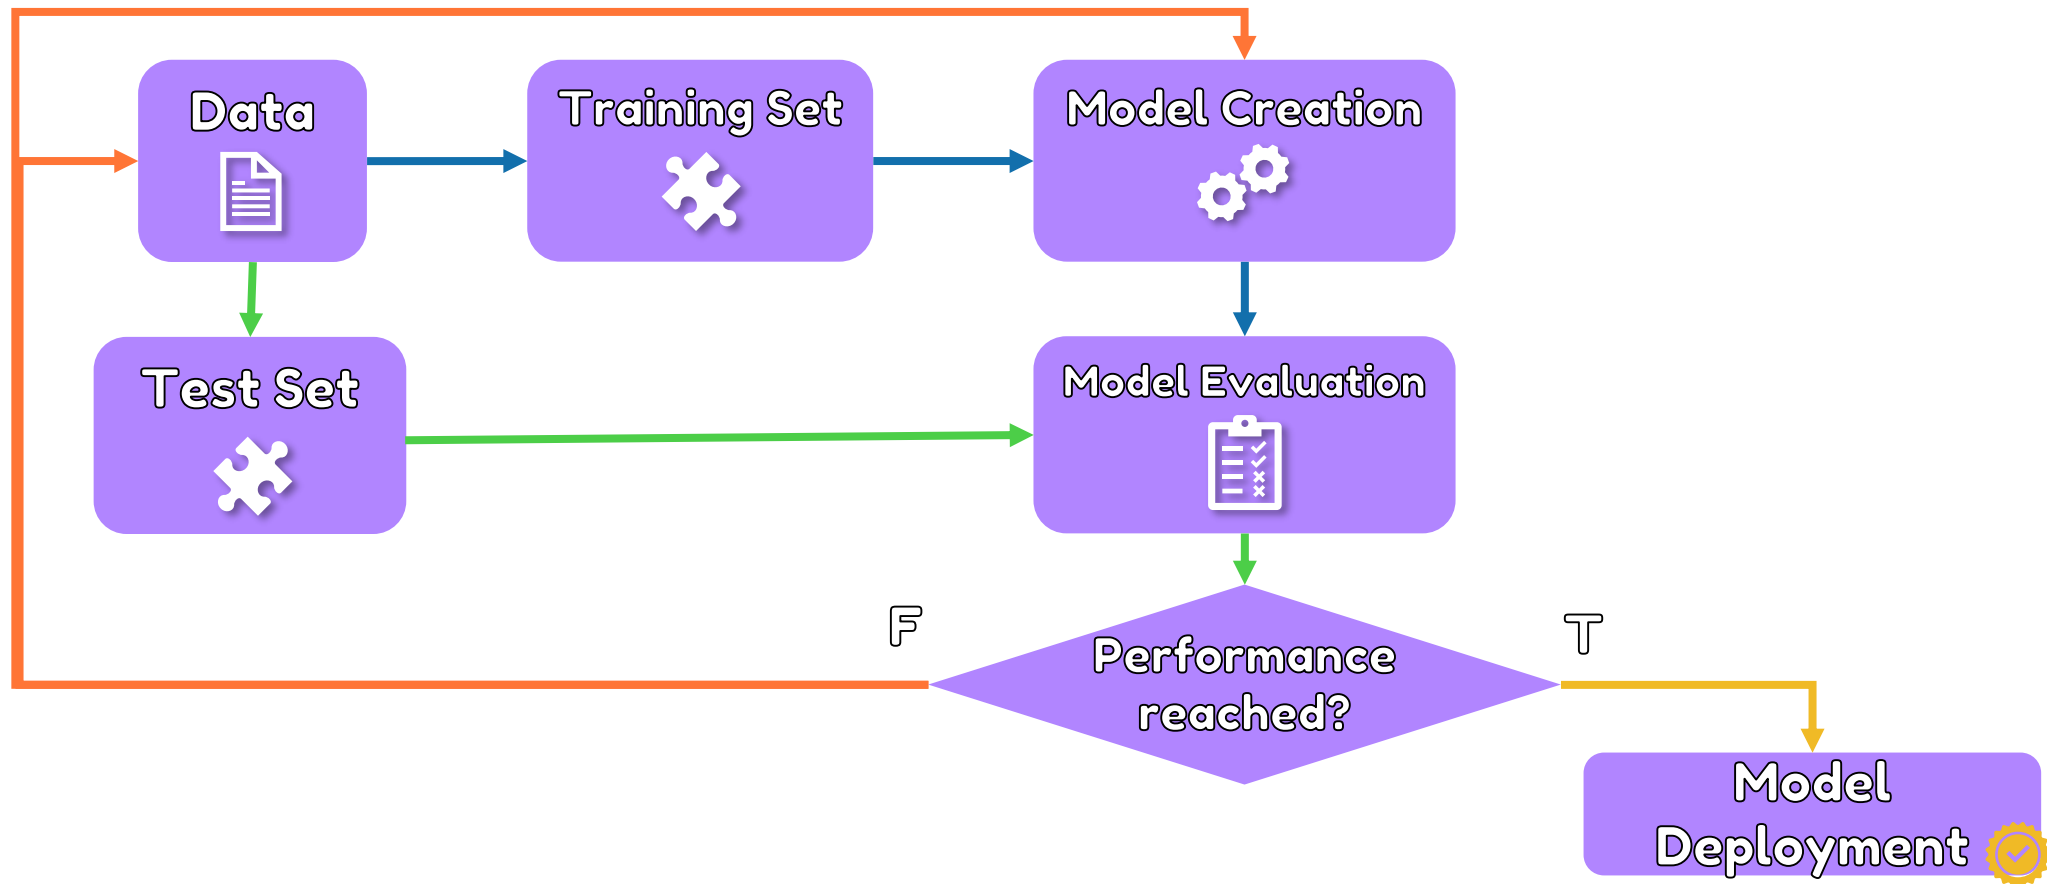 Data
Training Set
Model Creation
Test Set
Model Evaluation
F
T
Performance
reached?
Model
Deployment